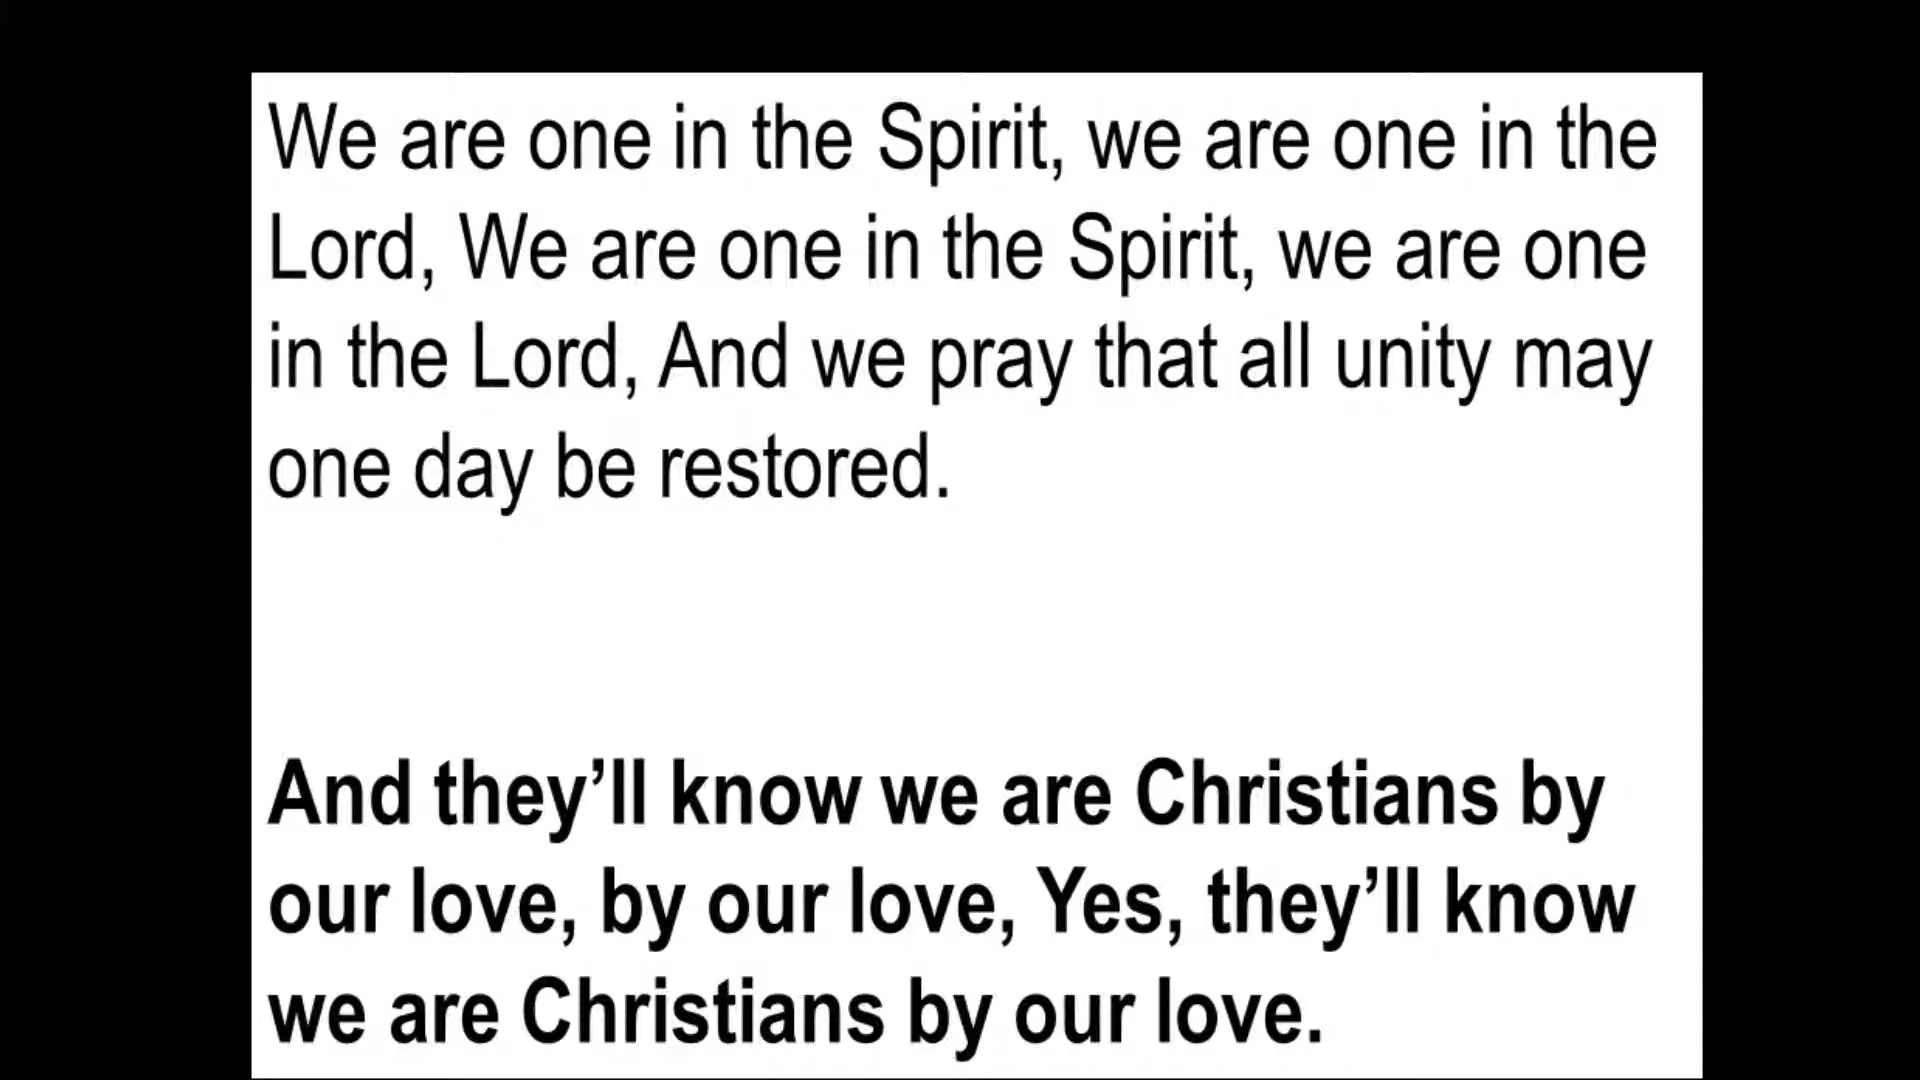 We are one in the Spirit, we are one in the
Lord, We are one in the Spirit, we are one
in the Lord, And we pray that all unity may
one day be restored.
And they’ll know we are Christians by
our love, by our love, Yes, they’ll know
we are Christians by our love.